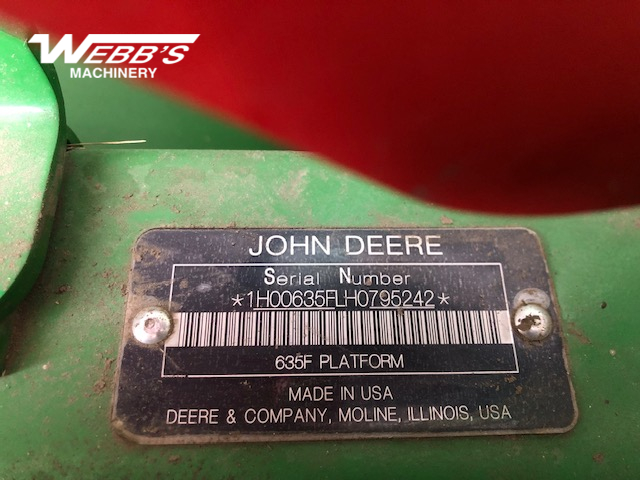 WEBB'S
MACHINERY
JOHN DEERE
Serial Number
*1H00635FLH0795242*
635F PLATFORM
MADE IN USA
DEERE & COMPANY, MOLINE, ILLINOIS, USA